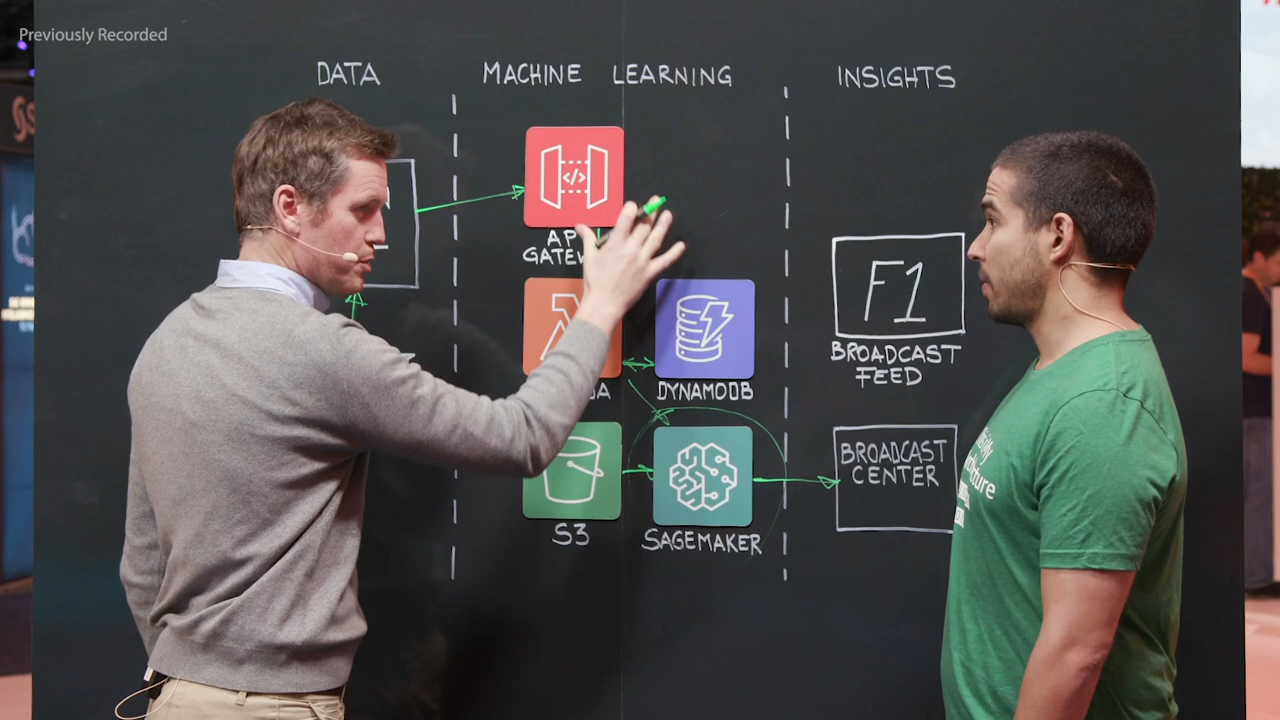 Previously Recorded
DATA
MACHINE LEARNING
INSIGHTS
</>
F1
BROADCAST
FEED
DYNAMODB
BROADCAST
CENTER
S3
SAGEMAKER